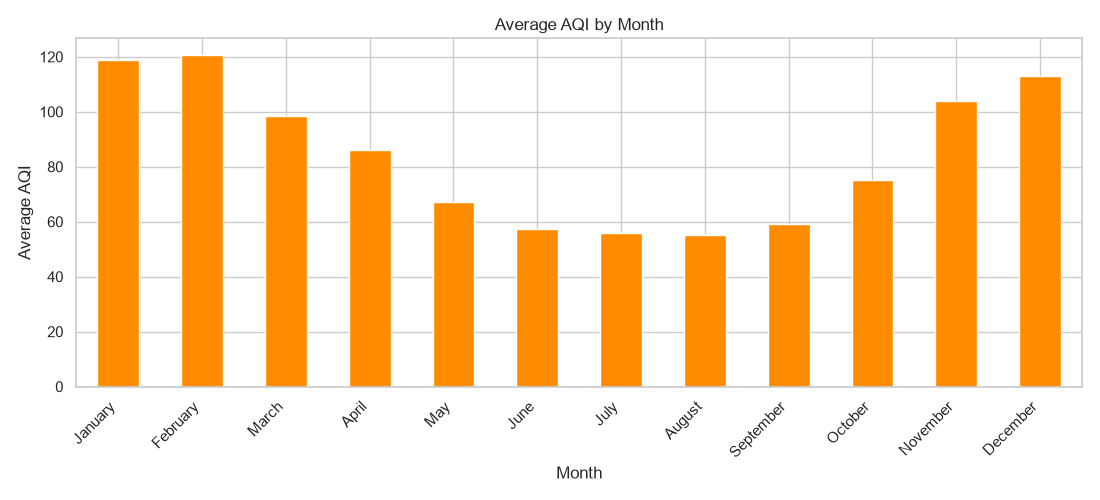 Average AQI by Month
Average AQI
120
100
80
60
40
20
0
January
February
March
April
May
June
July
August
September
October
November
December
Month